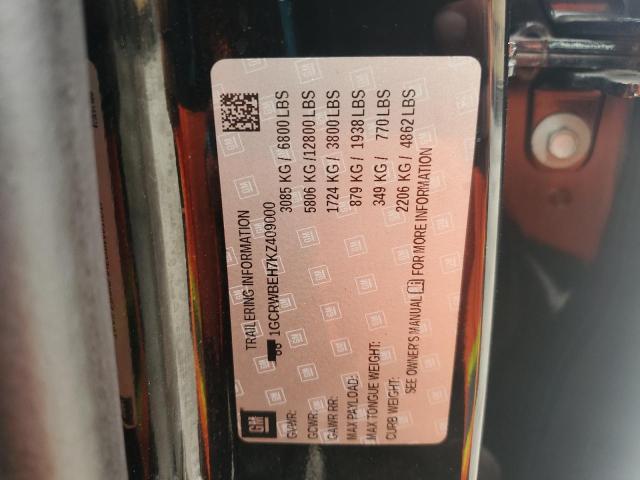 GM
TRAILERING INFORMATION
1GCRWBEH7KZ409000
GVWR: 3085 KG / 6800 LBS
GCWR: 5806 KG /12800 LBS
GAWR RR: 1724 KG / 3800 LBS
MAX PAYLOAD: 879 KG / 1938 LBS
MAX TONGUE WEIGHT: 349 KG / 770 LBS
CURB WEIGHT: 2206 KG / 4862 LBS
SEE OWNER'S MANUAL FOR MORE INFORMATION